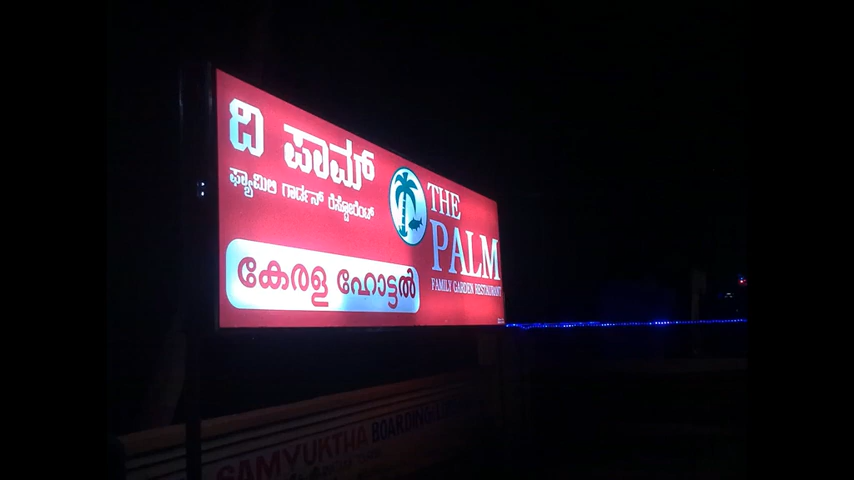 ದಿ ಪಾಮ್
ಫ್ಯಾಮಿಲಿ ಗಾರ್ಡನ್ ರೆಸ್ಟೋರೆಂಟ್
കേരള ഹോട്ടൽ
THE
PALM
FAMILY GARDEN RESTAURANT
SAMYUKTHA BOARDING